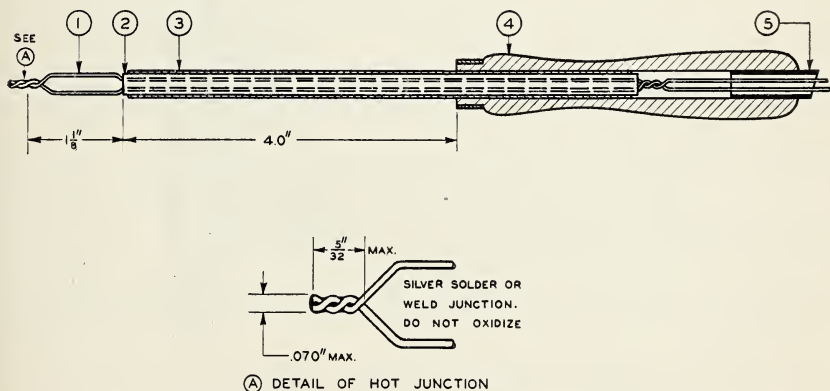 1 2 3 4 5
SEE
A
1 1/8" 4.0"
5/32" MAX.
SILVER SOLDER OR
WELD JUNCTION.
DO NOT OXIDIZE
.070" MAX.
A DETAIL OF HOT JUNCTION